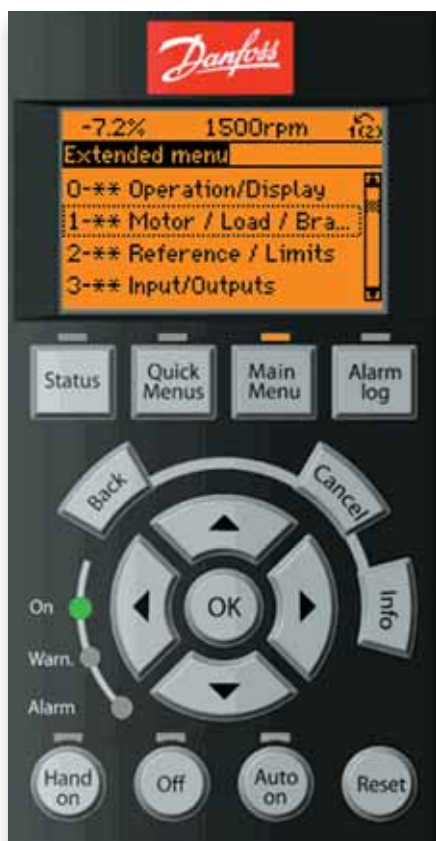 Danfoss
-7.2% 1500rpm 1(2)
Extended menu
0-** Operation/Display
1-** Motor / Load / Bra...
2-** Reference / Limits
3-** Input/Outputs
Status
Quick
Menus
Main
Menu
Alarm
log
Back
Cancel
Info
OK
On
Warn.
Alarm
Hand
on
Off
Auto
on
Reset